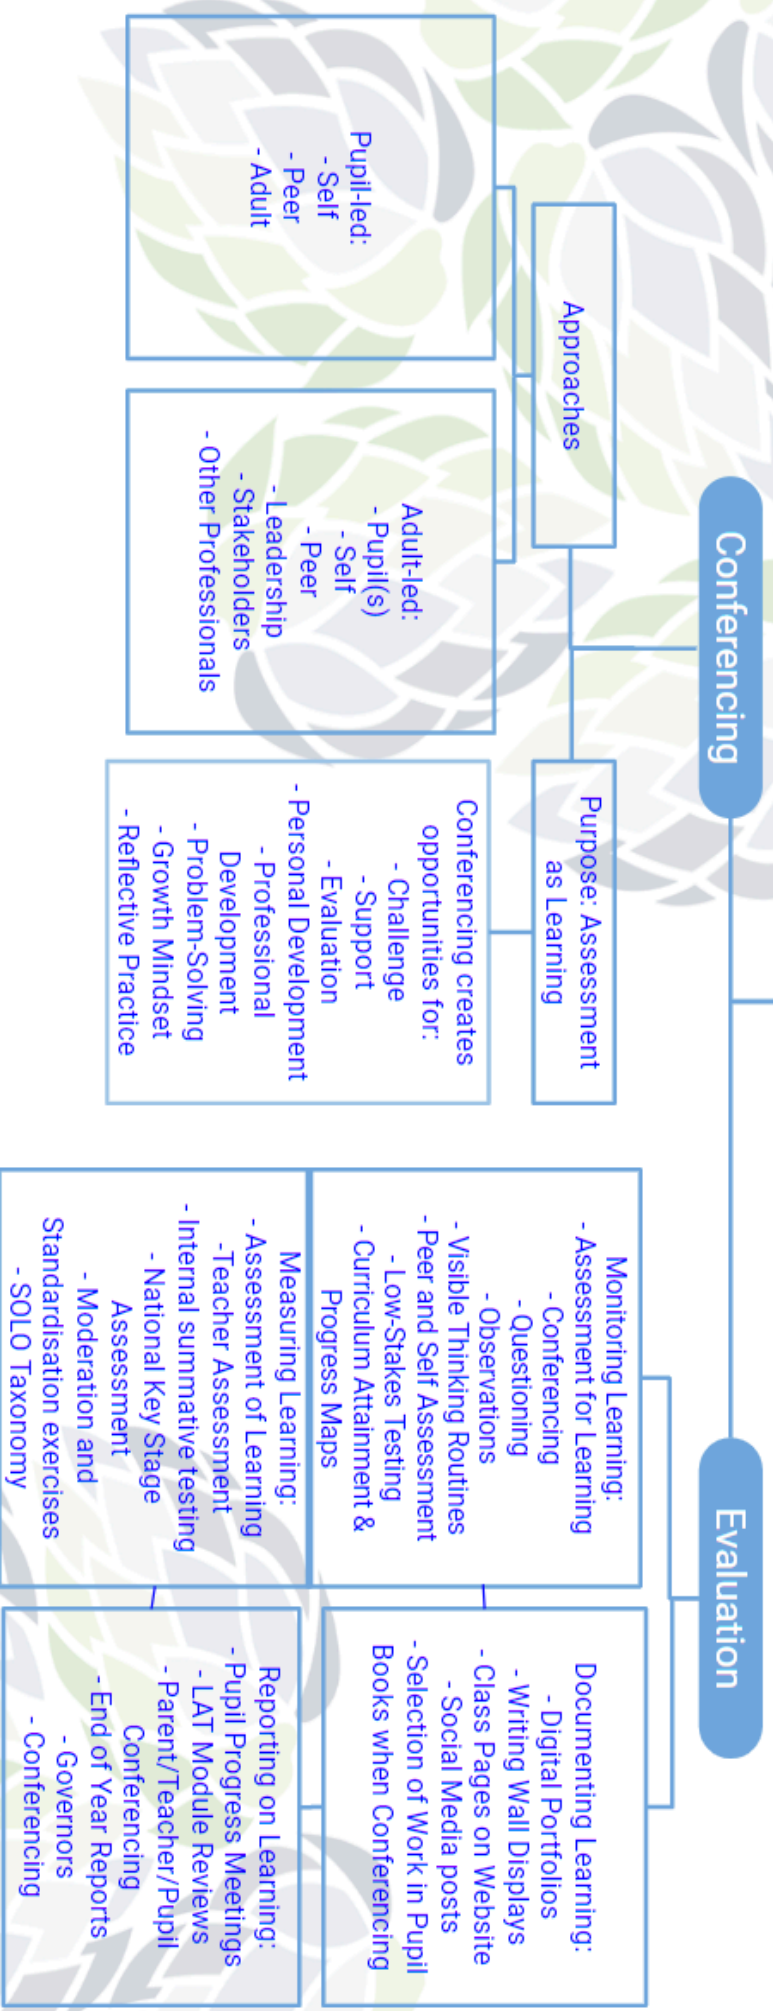 Conferencing
Approaches
Pupil-led:
- Self
- Peer
- Adult
Adult-led:
- Pupil(s)
- Self
- Peer
- Leadership
- Stakeholders
- Other Professionals
Purpose: Assessment
as Learning
Conferencing creates
opportunities for:
- Challenge
- Support
- Evaluation
- Personal Development
- Professional
Development
- Problem-Solving
- Growth Mindset
- Reflective Practice
Evaluation
Monitoring Learning:
- Assessment for Learning
- Conferencing
- Questioning
- Observations
- Visible Thinking Routines
- Peer and Self Assessment
- Low-Stakes Testing
- Curriculum Attainment &
Progress Maps
Documenting Learning:
- Digital Portfolios
- Writing Wall Displays
- Class Pages on Website
- Social Media posts
- Selection of Work in Pupil
Books when Conferencing
Measuring Learning:
- Assessment of Learning
-Teacher Assessment
- Internal summative testing
- National Key Stage
Assessment
- Moderation and
Standardisation exercises
- SOLO Taxonomy
Reporting on Learning:
- Pupil Progress Meetings
- LAT Module Reviews
- Parent/Teacher/Pupil
Conferencing
- End of Year Reports
- Governors
- Conferencing